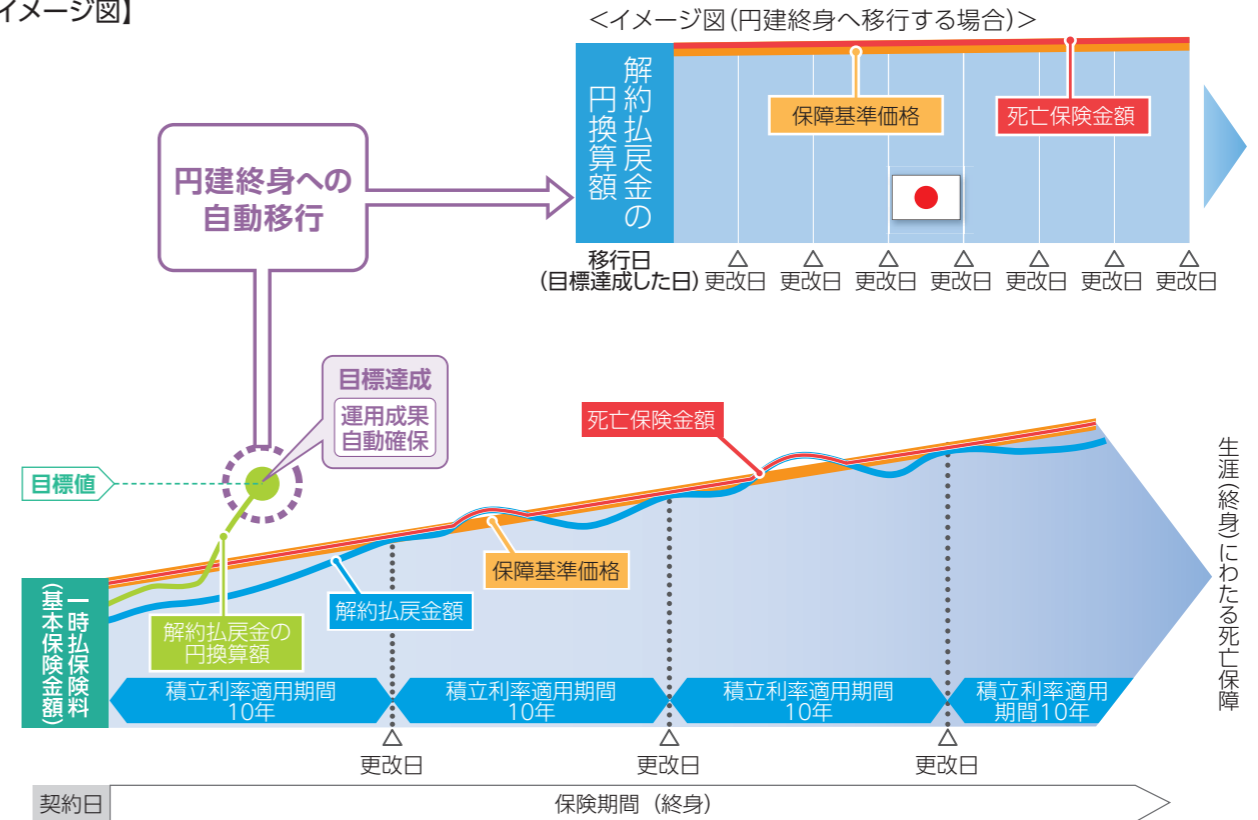 イメージ図】
<イメージ図(円建終身へ移行する場合)>
解約払戻金の
円換算額
保障基準価格
死亡保険金額
移行日
(目標達成した日)
△
更改日
△
更改日
△
更改日
△
更改日
△
更改日
△
更改日
△
更改日
円建終身への
自動移行
目標達成
運用成果
自動確保
目標値
死亡保険金額
保障基準価格
解約払戻金額
解約払戻金の
円換算額
一時払保険料
(基本保険金額)
生涯(終身)にわたる死亡保障
積立利率適用期間
10年
積立利率適用期間
10年
積立利率適用期間
10年
積立利率適用
期間10年
△
更改日
△
更改日
△
更改日
契約日
保険期間(終身)